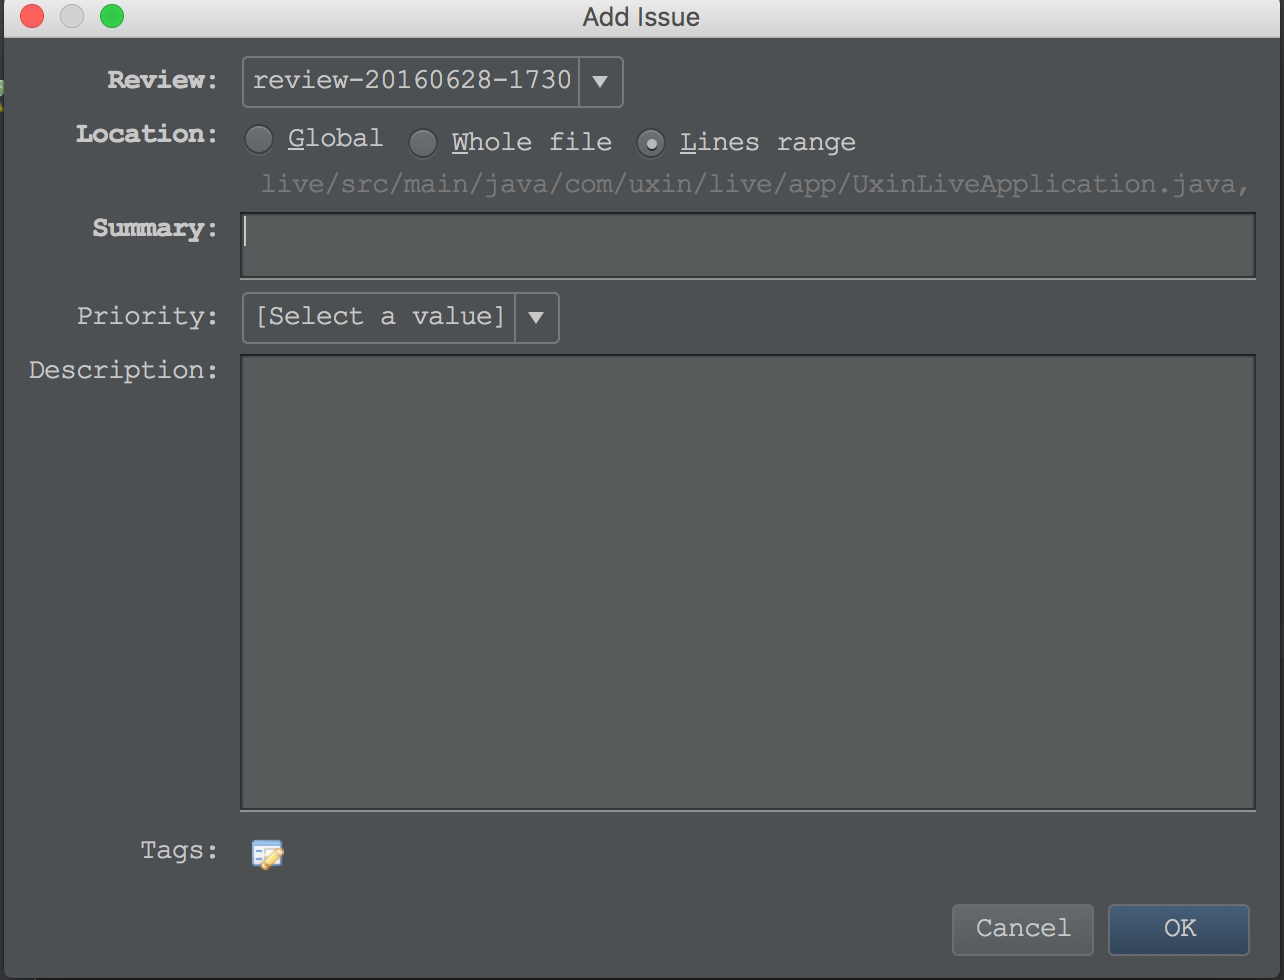 Add Issue
Review: review-20160628-1730
Location: Global Whole file Lines range
live/src/main/java/com/uxin/live/app/UxinLiveApplication.java,
Summary:
Priority: [Select a value]
Description:
Tags:
Cancel OK